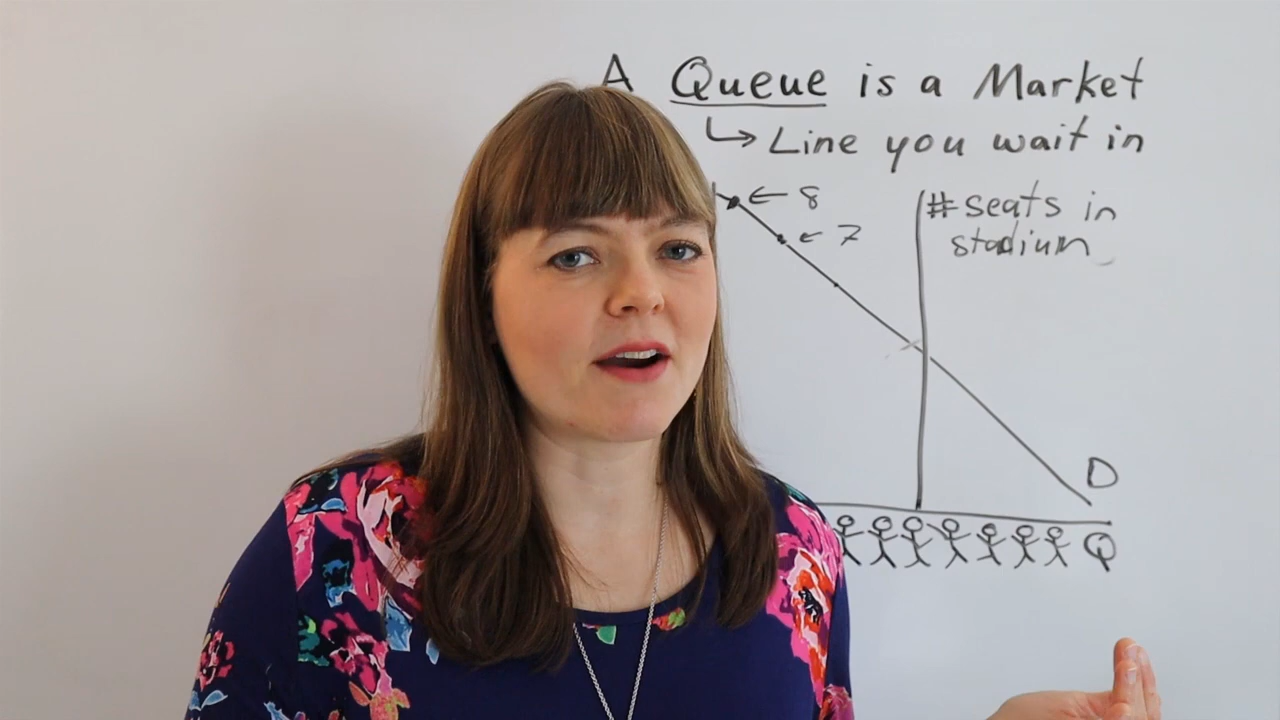 A Queue is a Market
↳ Line you wait in
← 8
# seats in
← 7
stadium
D
Q